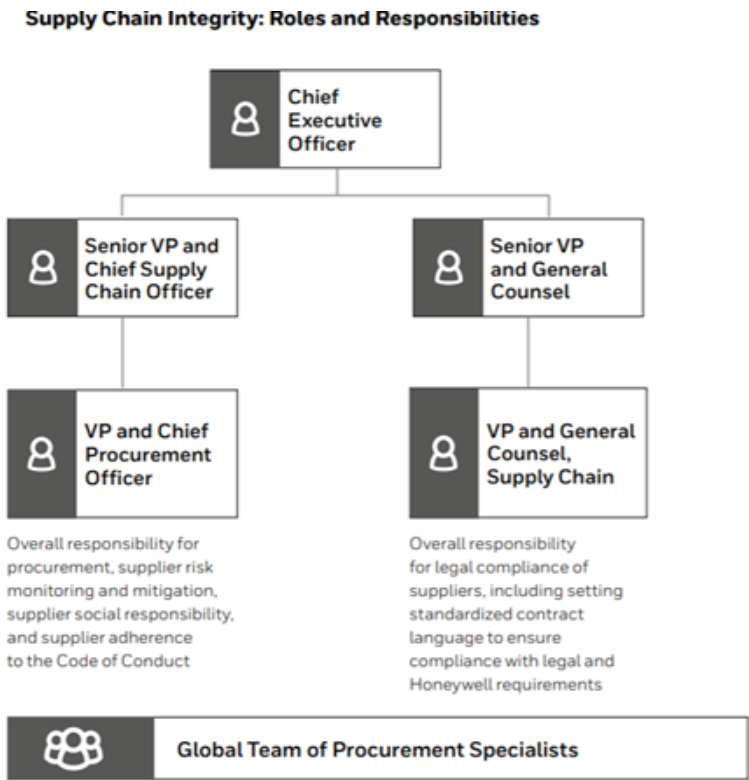 Supply Chain Integrity: Roles and Responsibilities
Chief
Executive
Officer
Senior VP and
Chief Supply
Chain Officer
Senior VP
and General
Counsel
VP and Chief
Procurement
Officer
VP and General
Counsel,
Supply Chain
Overall responsibility for
procurement, supplier risk
monitoring and mitigation,
supplier social responsibility,
and supplier adherence
to the Code of Conduct
Overall responsibility
for legal compliance of
suppliers, including setting
standardized contract
language to ensure
compliance with legal and
Honeywell requirements
Global Team of Procurement Specialists